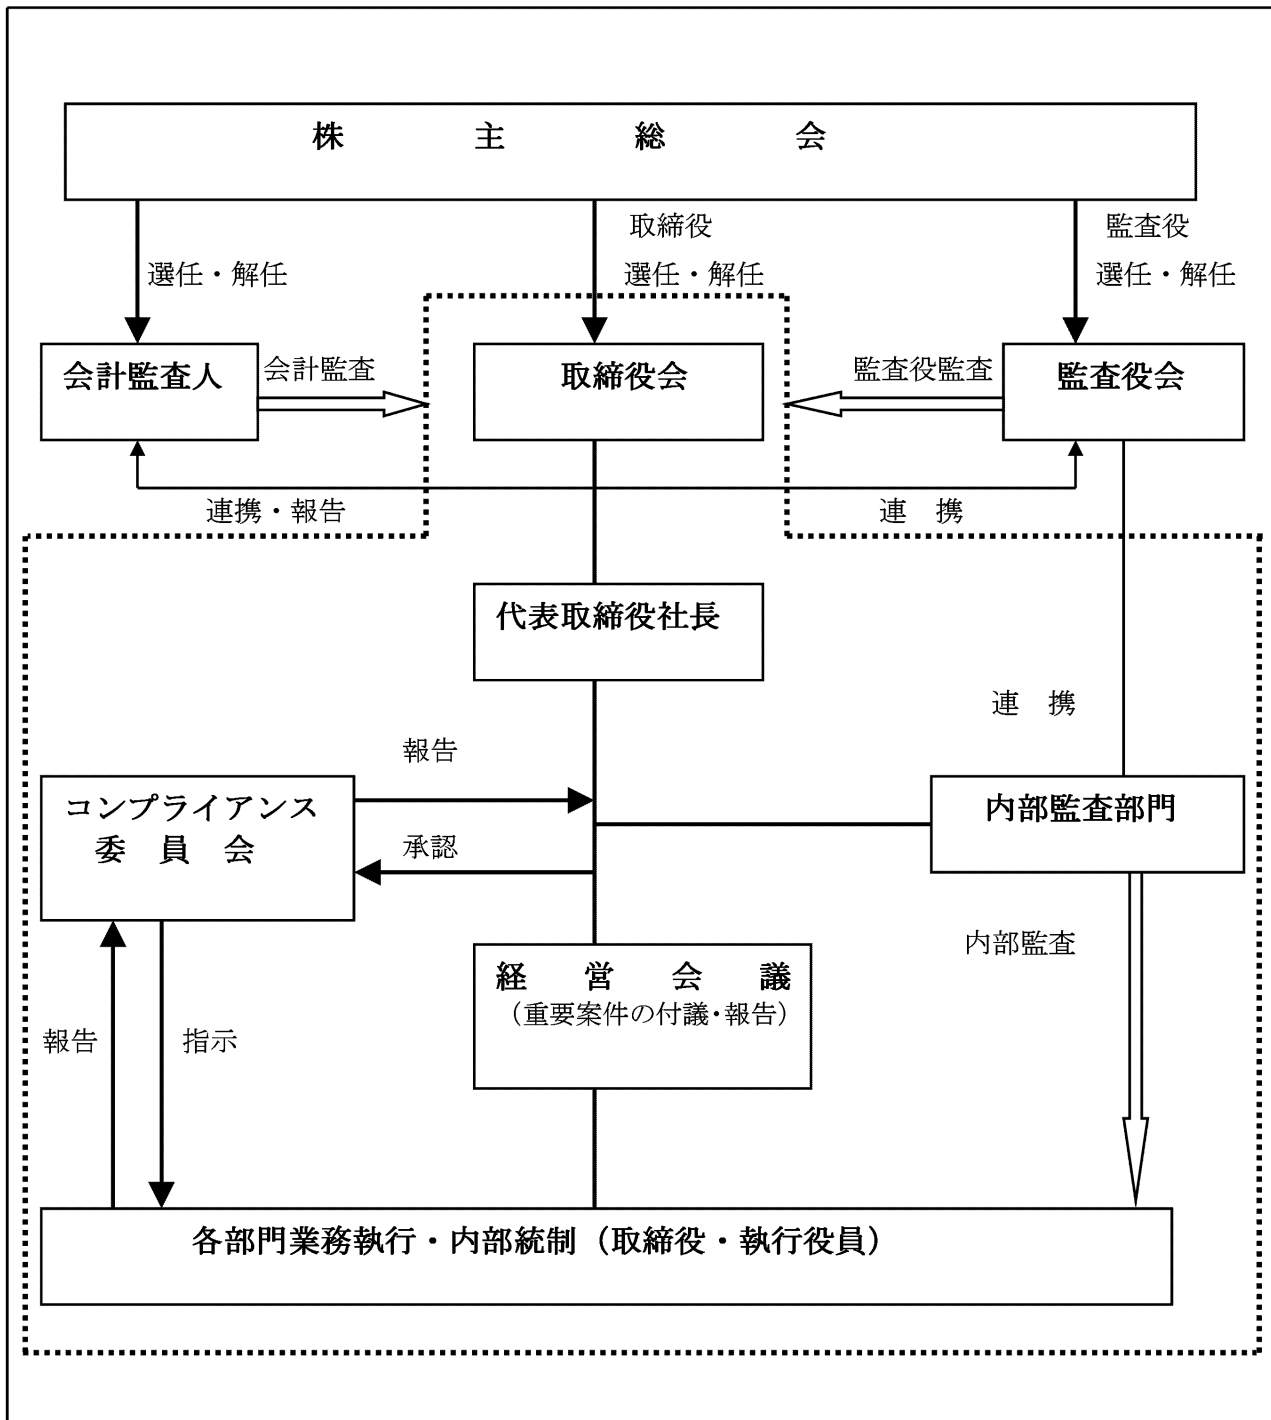 株主総会
取締役
監査役
選任・解任
選任・解任
選任・解任
会計監査人
会計監査
取締役会
監査役監査
監査役会
連携・報告
連　携
代表取締役社長
連　携
報告
コンプライアンス
委　員　会
承認
内部監査部門
内部監査
経　営　会　議
（重要案件の付議・報告）
報告
指示
各部門業務執行・内部統制（取締役・執行役員）